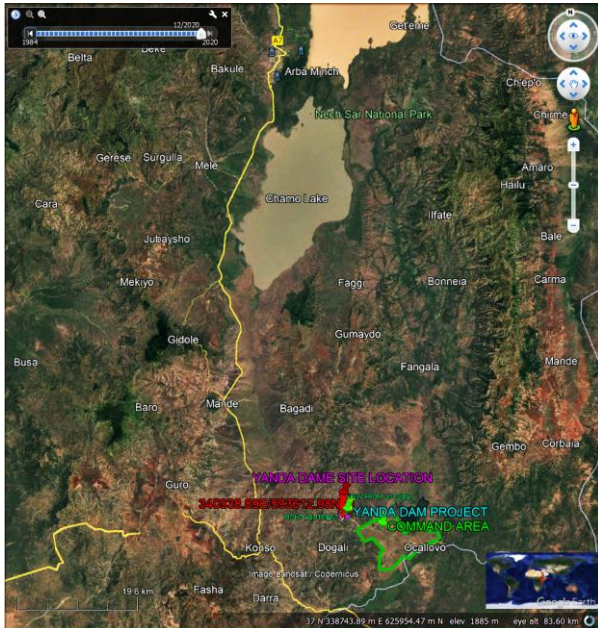 12/2020
1984
2020
N
Get'eme
Belta
Deke
Bakule
Arba Minch
Ch'ep'o
Nech Sar National Park
Chirme
Gerese
Surgulla
Mele
Amaro
Hailu
Chamo Lake
Cara
Ilfate
Jubaysho
Bale
Mekiyo
Faggi
Bonneia
Carma
Gumaydo
Gidole
Busa
Fangala
Mande
Baro
Mande
Bagadi
Gembo
Corbaia
YANDA DAME SITE LOCATION
Guro
YANDA DAM PROJECT
COMMAND AREA
Konso
Dogali
Ocallovo
Image Landsat / Copernicus
Fasha
Darra
19.6 km
Google Earth
37 N 338743.89 m E 625954.47 m N elev 1885 m eye alt 83.60 km